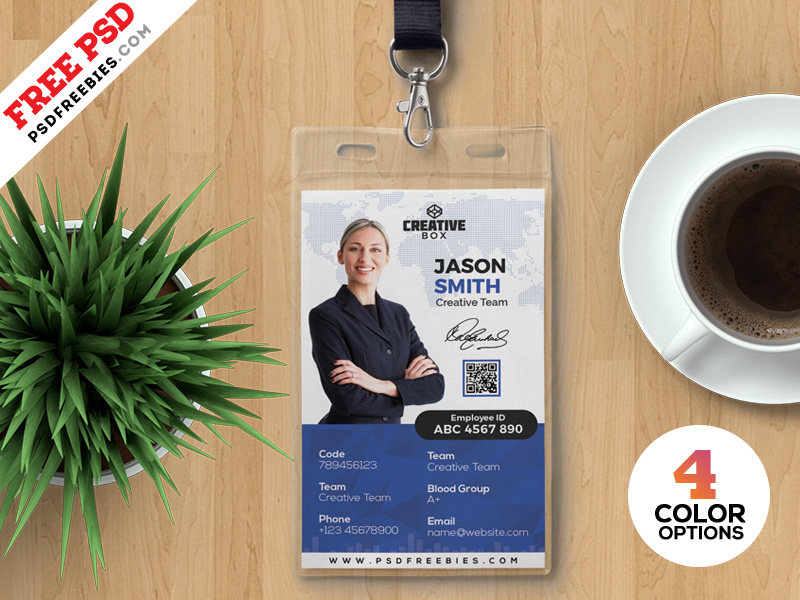 FREE PSD
PSDFREEBIES.COM
CREATIVE
BOX
JASON
SMITH
Creative Team
Employee ID
ABC 4567 890
Code
789456123
Team
Creative Team
Phone
+123 45678900
Team
Creative Team
Blood Group
A+
Email
name@website.com
WWW.PSDFREEBIES.COM
4
COLOR
OPTIONS